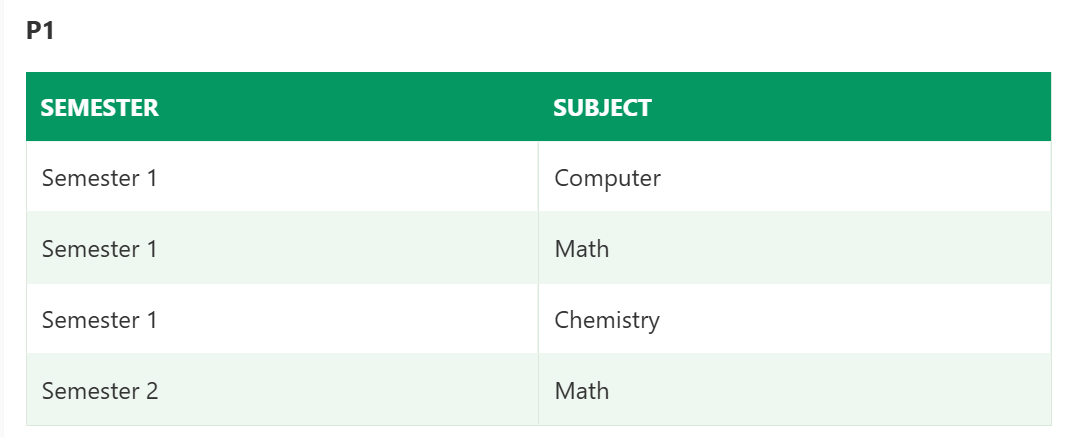 P1
SEMESTER SUBJECT
Semester 1 Computer
Semester 1 Math
Semester 1 Chemistry
Semester 2 Math